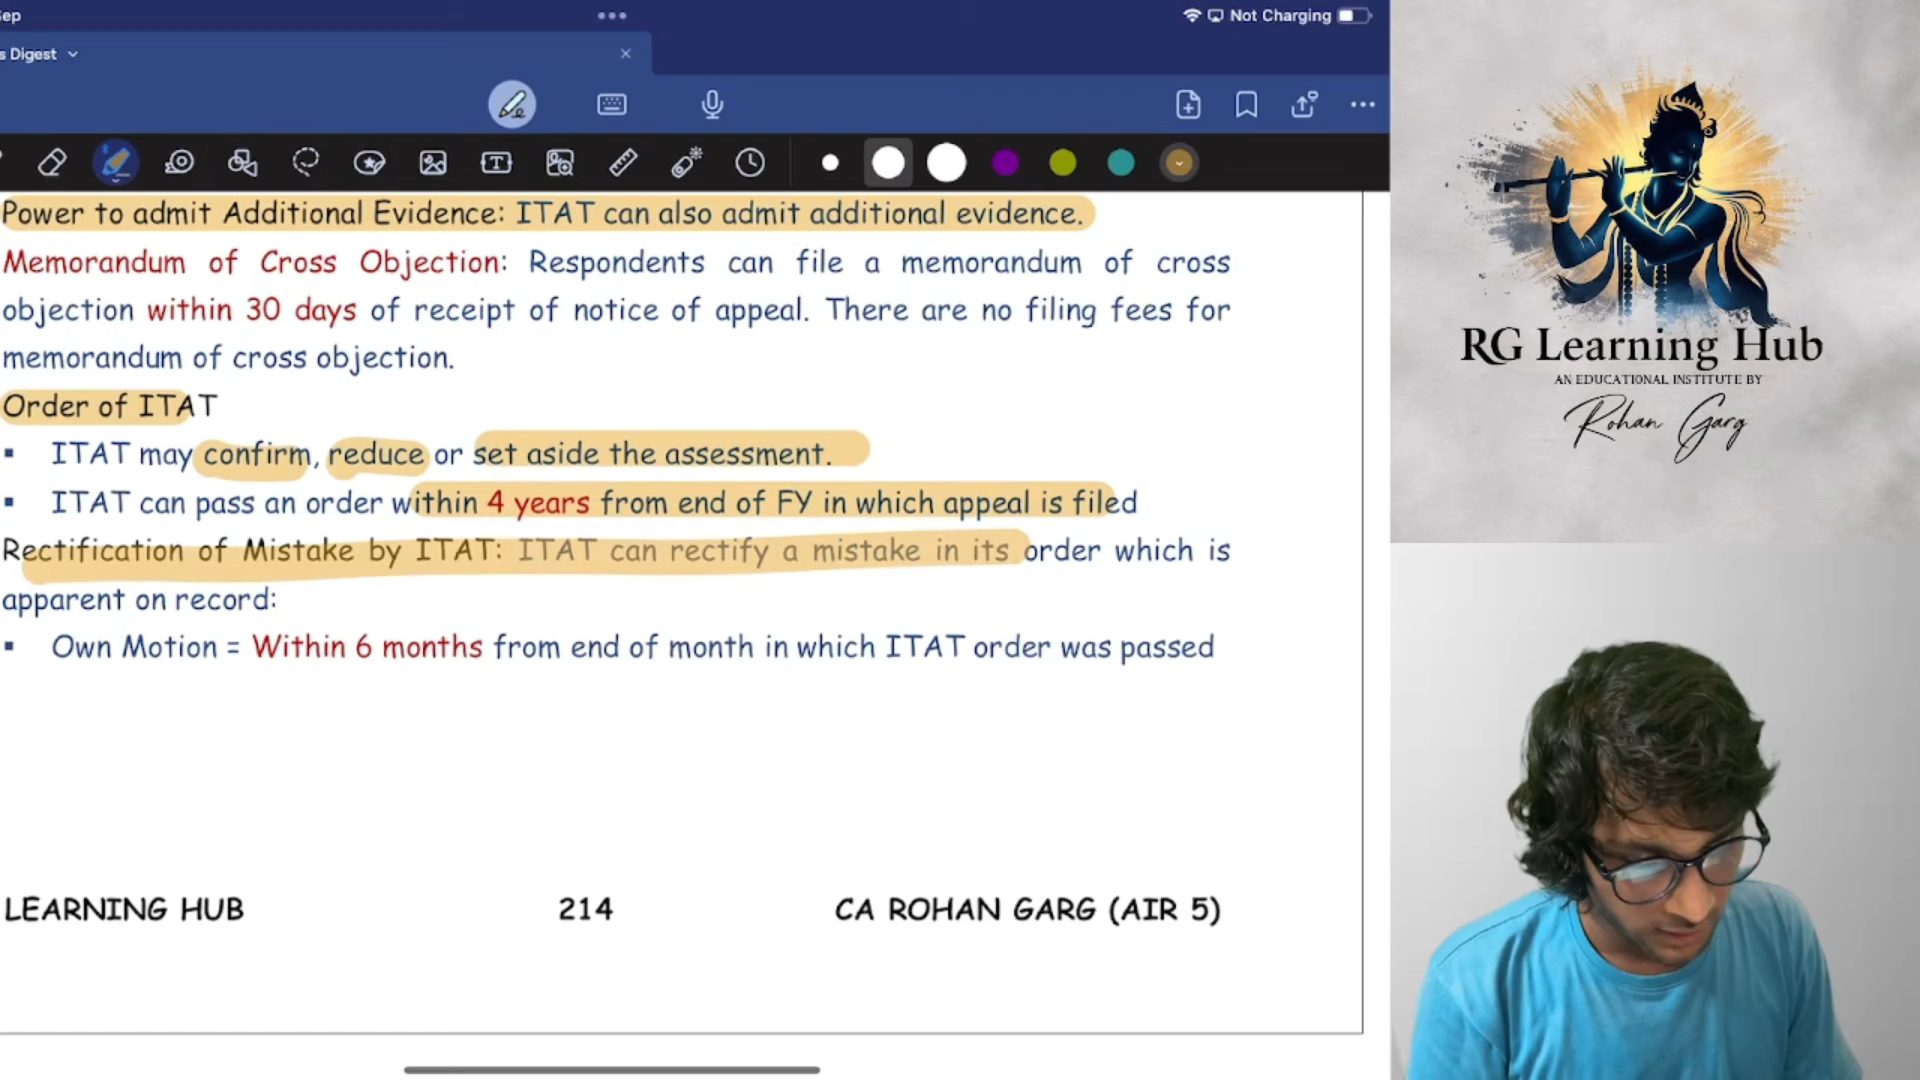 Sep
Not Charging
s Digest
Power to admit Additional Evidence: ITAT can also admit additional evidence.
Memorandum of Cross Objection: Respondents can file a memorandum of cross
objection within 30 days of receipt of notice of appeal. There are no filing fees for
memorandum of cross objection.
Order of ITAT
▪ ITAT may confirm, reduce or set aside the assessment.
▪ ITAT can pass an order within 4 years from end of FY in which appeal is filed
Rectification of Mistake by ITAT: ITAT can rectify a mistake in its order which is
apparent on record:
▪ Own Motion = Within 6 months from end of month in which ITAT order was passed
LEARNING HUB 214 CA ROHAN GARG (AIR 5)
RG Learning Hub
AN EDUCATIONAL INSTITUTE BY
Rohan Garg